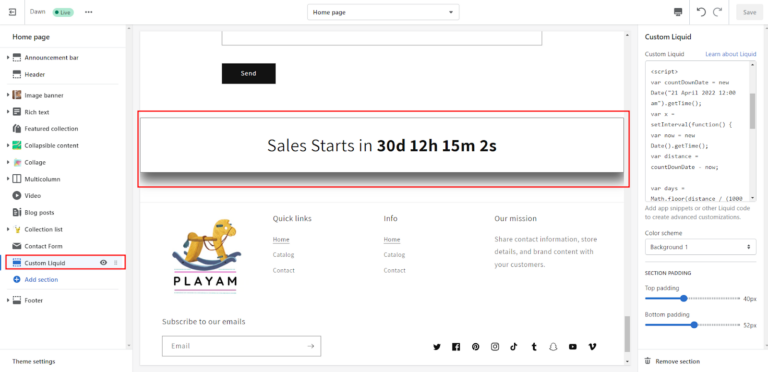 Dawn
Live
Home page
Save
Home page
Announcement bar
Header
Image banner
Rich text
Featured collection
Collapsible content
Collage
Multicolumn
Video
Blog posts
Collection list
Contact Form
Custom Liquid
Add section
Footer
Theme settings
Send
Sales Starts in 30d 12h 15m 2s
PLAYAM
Quick links
Home
Catalog
Contact
Info
Home
Catalog
Contact
Our mission
Share contact information, store
details, and brand content with
your customers.
Subscribe to our emails
Email
Custom Liquid
Custom Liquid
Learn about Liquid
<script>
var countDownDate = new
Date("21 April 2022 12:00
am").getTime();
var x =
setInterval(function() {
var now = new
Date().getTime();
var distance =
countDownDate - now;
var days =
Math.floor(distance / (1000
Add app snippets or other Liquid code
to create advanced customizations.
Color scheme
Background 1
SECTION PADDING
Top padding
40px
Bottom padding
52px
Remove section